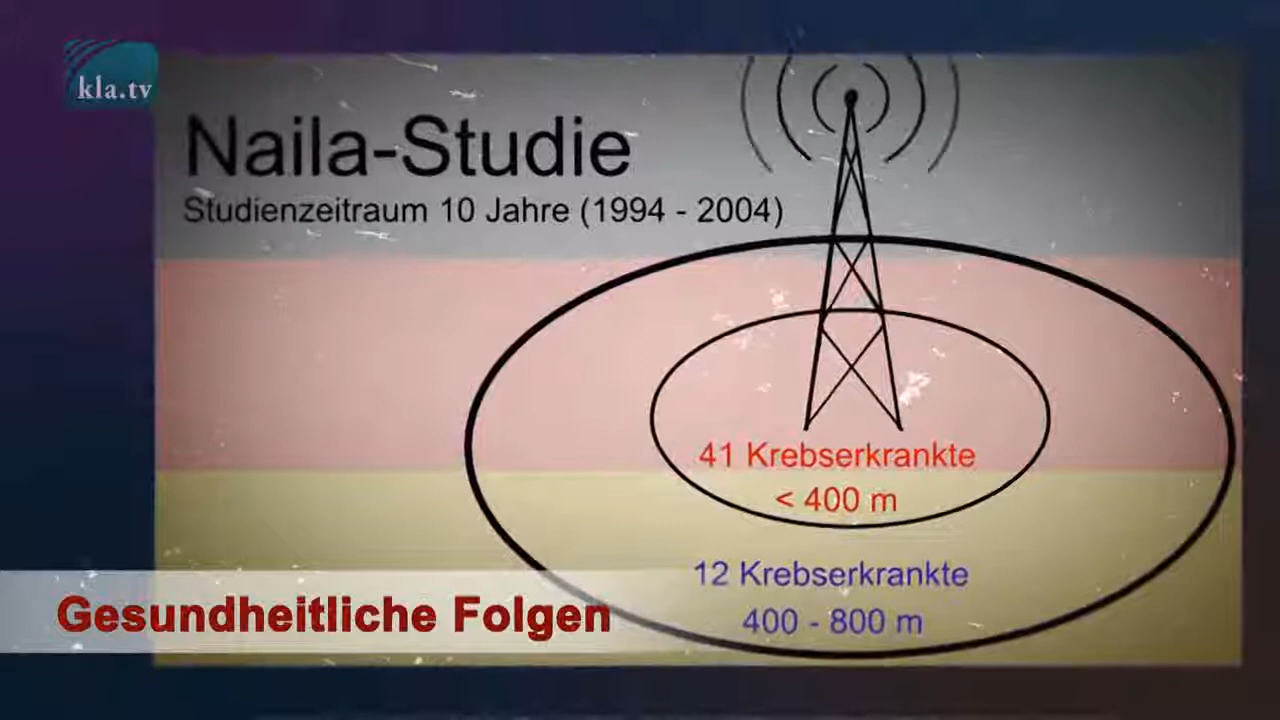 kla.tv
Naila-Studie
Studienzeitraum 10 Jahre (1994 - 2004)
41 Krebserkrankte
< 400 m
12 Krebserkrankte
400 - 800 m
Gesundheitliche Folgen